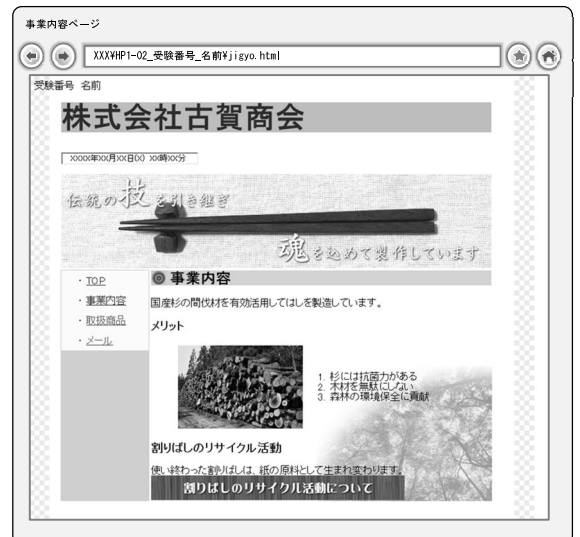 事業内容ページ
XXX¥HP1-02_受験番号_名前¥jigyo.html
受験番号 名前
株式会社古賀商会
xxxx年xx月xx日(X) xx時xx分
伝統の技を引き継ぎ
魂を込めて製作しています
・TOP
・事業内容
・取扱商品
・メール
事業内容
国産杉の間伐材を有効活用してはしを製造しています。
メリット
1. 杉には抗菌力がある
2. 木材を無駄にしない
3. 森林の環境保全に貢献
割りばしのリサイクル活動
使い終わった割りばしは、紙の原料として生まれ変わります。
割りばしのリサイクル活動について